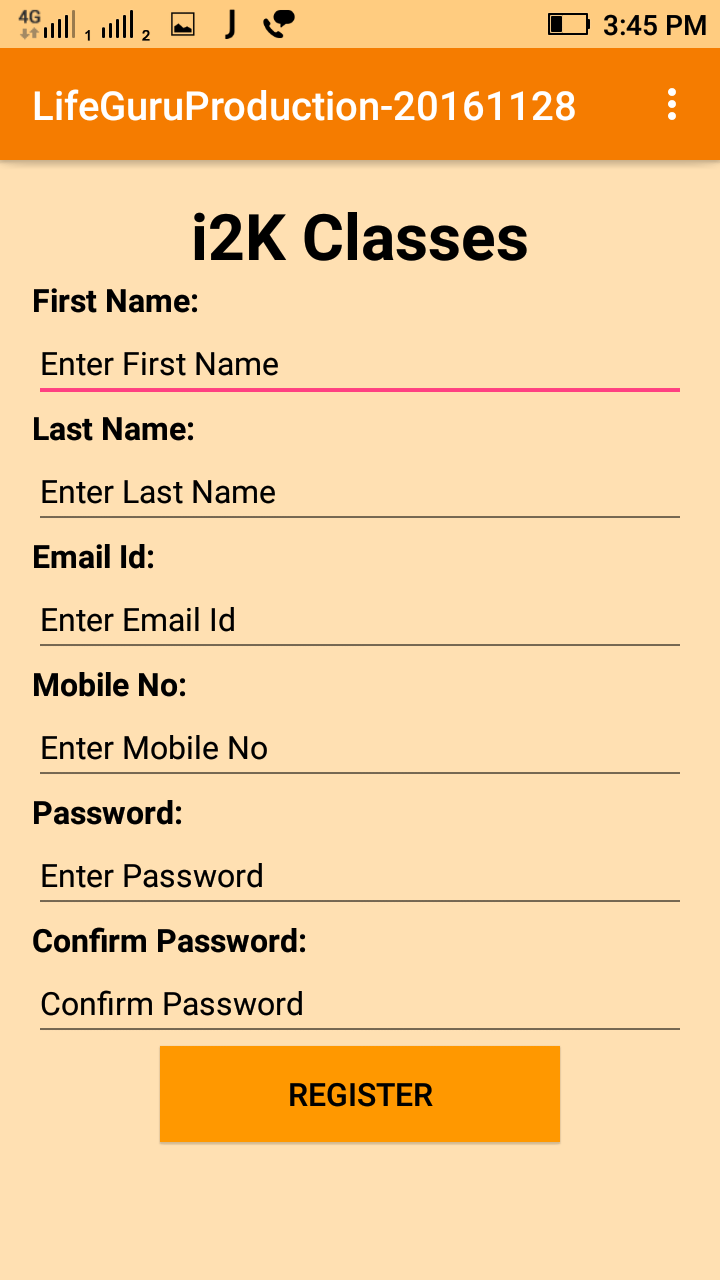 4G 1 2 J 3:45 PM
LifeGuruProduction-20161128
i2K Classes
First Name:
Enter First Name
Last Name:
Enter Last Name
Email Id:
Enter Email Id
Mobile No:
Enter Mobile No
Password:
Enter Password
Confirm Password:
Confirm Password
REGISTER